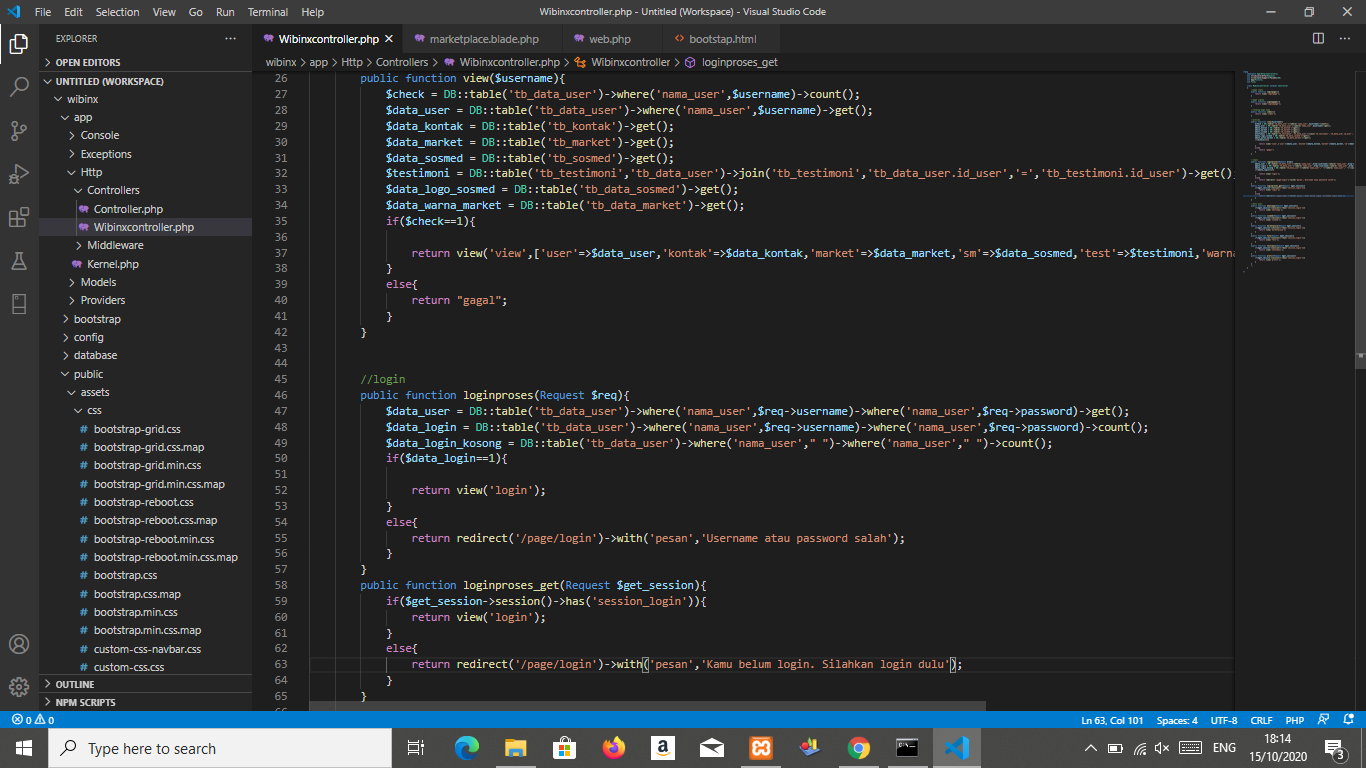 File Edit Selection View Go Run Terminal Help
Wibinxcontroller.php - Untitled (Workspace) - Visual Studio Code
EXPLORER
OPEN EDITORS
UNTITLED (WORKSPACE)
wibinx
app
Console
Exceptions
Http
Controllers
Controller.php
Wibinxcontroller.php
Middleware
Kernel.php
Models
Providers
bootstrap
config
database
public
assets
css
bootstrap-grid.css
bootstrap-grid.css.map
bootstrap-grid.min.css
bootstrap-grid.min.css.map
bootstrap-reboot.css
bootstrap-reboot.css.map
bootstrap-reboot.min.css
bootstrap-reboot.min.css.map
bootstrap.css
bootstrap.css.map
bootstrap.min.css
bootstrap.min.css.map
custom-css-navbar.css
custom-css.css
OUTLINE
NPM SCRIPTS
Wibinxcontroller.php marketplace.blade.php web.php bootstap.html
wibinx > app > Http > Controllers > Wibinxcontroller.php > Wibinxcontroller > loginproses_get
26 public function view($username){
27 $check = DB::table('tb_data_user')->where('nama_user',$username)->count();
28 $data_user = DB::table('tb_data_user')->where('nama_user',$username)->get();
29 $data_kontak = DB::table('tb_kontak')->get();
30 $data_market = DB::table('tb_market')->get();
31 $data_sosmed = DB::table('tb_sosmed')->get();
32 $testimoni = DB::table('tb_testimoni','tb_data_user')->join('tb_testimoni','tb_data_user.id_user','=','tb_testimoni.id_user')->get();
33 $data_logo_sosmed = DB::table('tb_data_sosmed')->get();
34 $data_warna_market = DB::table('tb_data_market')->get();
35 if($check==1){
36
37 return view('view',['user'=>$data_user,'kontak'=>$data_kontak,'market'=>$data_market,'sm'=>$data_sosmed,'test'=>$testimoni,'warna
38 }
39 else{
40 return "gagal";
41 }
42 }
43
44
45 //login
46 public function loginproses(Request $req){
47 $data_user = DB::table('tb_data_user')->where('nama_user',$req->username)->where('nama_user',$req->password)->get();
48 $data_login = DB::table('tb_data_user')->where('nama_user',$req->username)->where('nama_user',$req->password)->count();
49 $data_login_kosong = DB::table('tb_data_user')->where('nama_user'," ")->where('nama_user'," ")->count();
50 if($data_login==1){
51
52 return view('login');
53 }
54 else{
55 return redirect('/page/login')->with('pesan','Username atau password salah');
56 }
57 }
58 public function loginproses_get(Request $get_session){
59 if($get_session->session()->has('session_login')){
60 return view('login');
61 }
62 else{
63 return redirect('/page/login')->with('pesan','Kamu belum login. Silahkan login dulu');
64 }
65 }
0 0
Ln 63, Col 101 Spaces: 4 UTF-8 CRLF PHP
Type here to search
ENG
18:14
15/10/2020
3